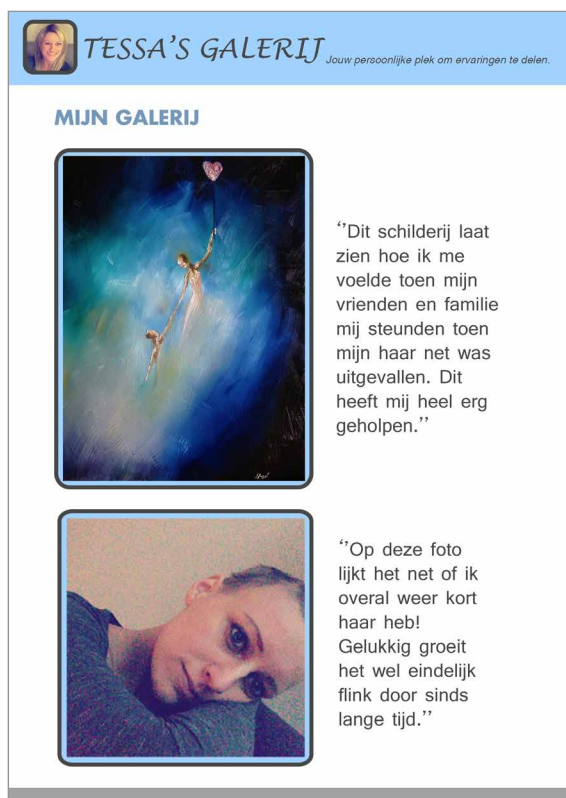 TESSA'S GALERIJ
Jouw persoonlijke plek om ervaringen te delen.
MIJN GALERIJ
‘’Dit schilderij laat
zien hoe ik me
voelde toen mijn
vrienden en familie
mij steunden toen
mijn haar net was
uitgevallen. Dit
heeft mij heel erg
geholpen.’’
‘’Op deze foto
lijkt het net of ik
overal weer kort
haar heb!
Gelukkig groeit
het wel eindelijk
flink door sinds
lange tijd.’’